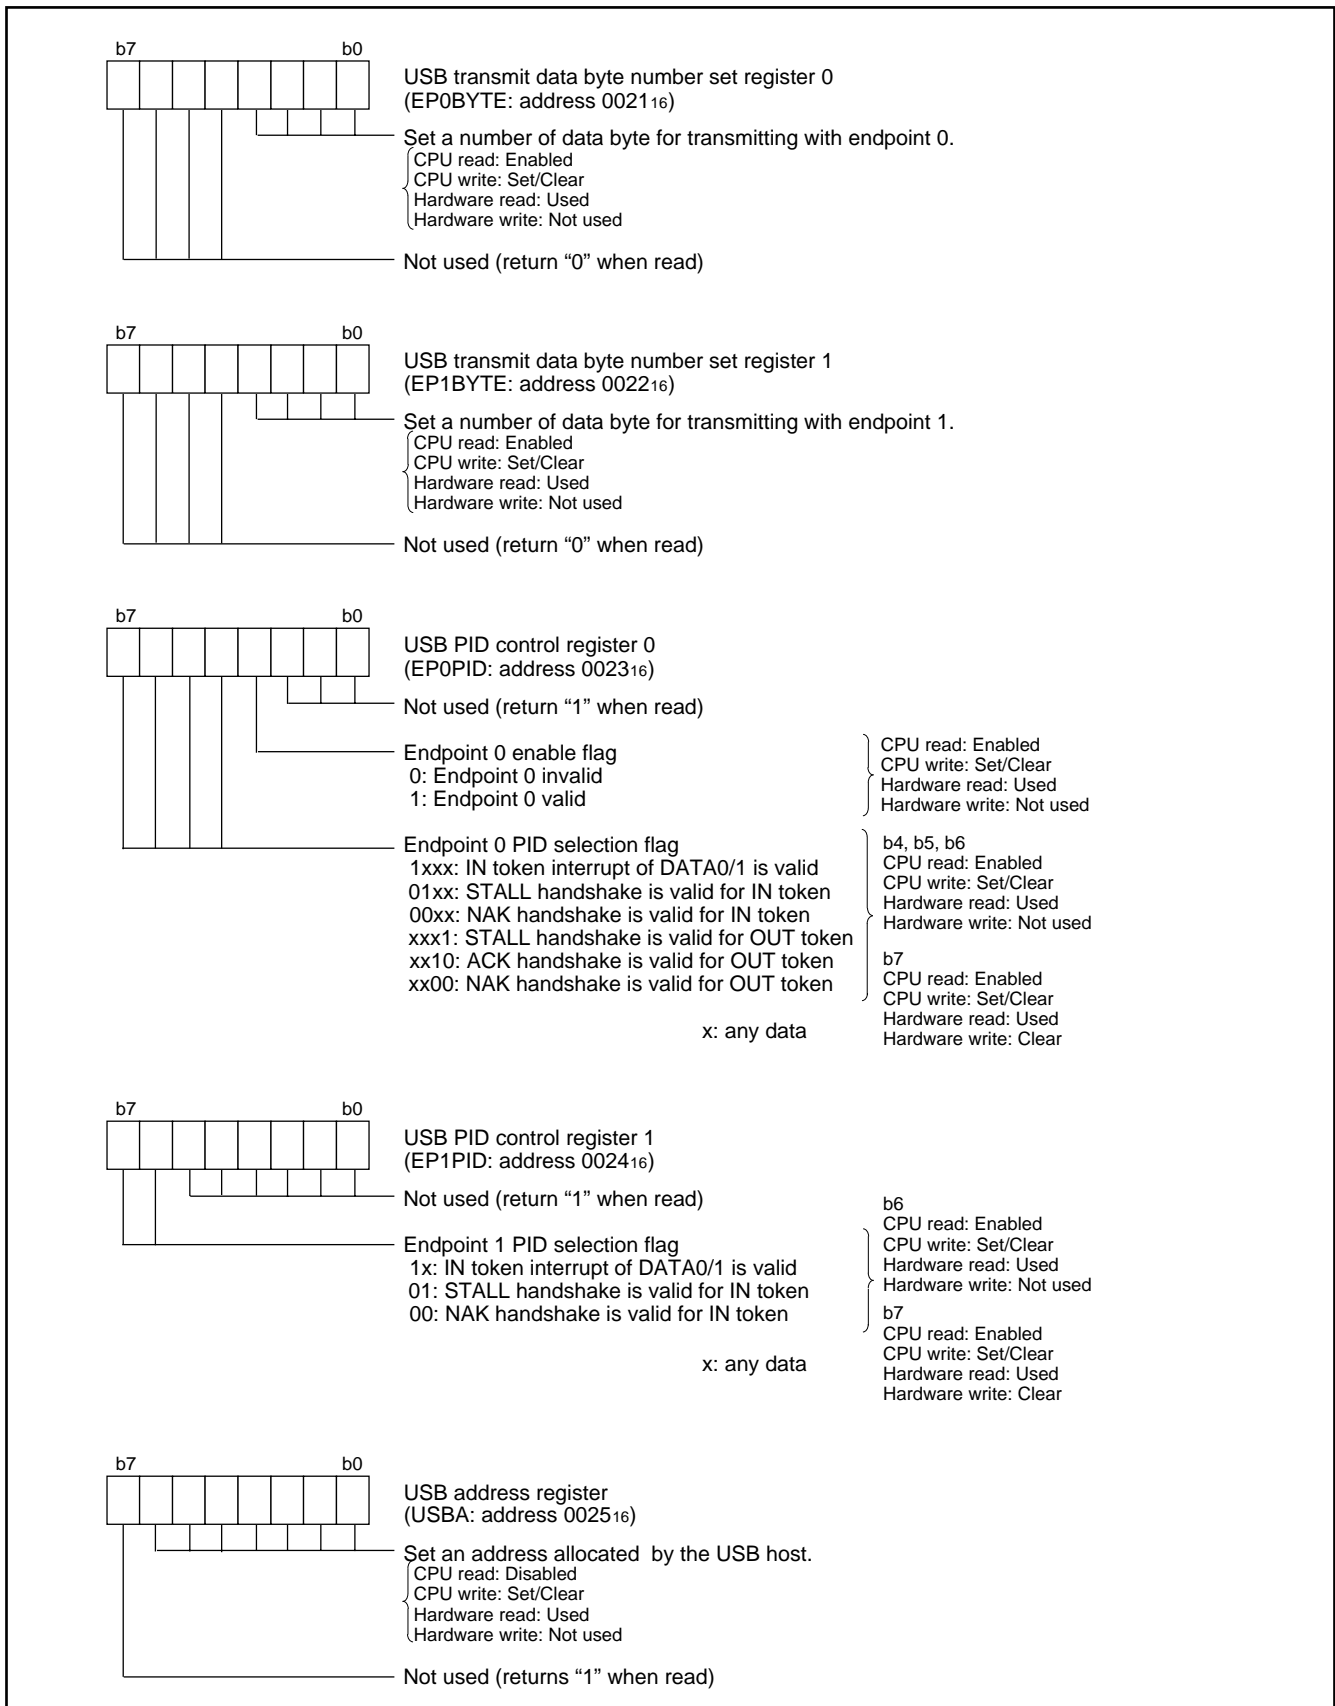 b7 b0
USB transmit data byte number set register 0
(EP0BYTE: address 002116)
Set a number of data byte for transmitting with endpoint 0.
CPU read: Enabled
CPU write: Set/Clear
Hardware read: Used
Hardware write: Not used
Not used (return “0” when read)
b7 b0
USB transmit data byte number set register 1
(EP1BYTE: address 002216)
Set a number of data byte for transmitting with endpoint 1.
CPU read: Enabled
CPU write: Set/Clear
Hardware read: Used
Hardware write: Not used
Not used (return “0” when read)
b7 b0
USB PID control register 0
(EP0PID: address 002316)
Not used (return “1” when read)
Endpoint 0 enable flag
0: Endpoint 0 invalid
1: Endpoint 0 valid
CPU read: Enabled
CPU write: Set/Clear
Hardware read: Used
Hardware write: Not used
Endpoint 0 PID selection flag
1xxx: IN token interrupt of DATA0/1 is valid
01xx: STALL handshake is valid for IN token
00xx: NAK handshake is valid for IN token
xxx1: STALL handshake is valid for OUT token
xx10: ACK handshake is valid for OUT token
xx00: NAK handshake is valid for OUT token
x: any data
b4, b5, b6
CPU read: Enabled
CPU write: Set/Clear
Hardware read: Used
Hardware write: Not used
b7
CPU read: Enabled
CPU write: Set/Clear
Hardware read: Used
Hardware write: Clear
b7 b0
USB PID control register 1
(EP1PID: address 002416)
Not used (return “1” when read)
Endpoint 1 PID selection flag
1x: IN token interrupt of DATA0/1 is valid
01: STALL handshake is valid for IN token
00: NAK handshake is valid for IN token
x: any data
b6
CPU read: Enabled
CPU write: Set/Clear
Hardware read: Used
Hardware write: Not used
b7
CPU read: Enabled
CPU write: Set/Clear
Hardware read: Used
Hardware write: Clear
b7 b0
USB address register
(USBA: address 002516)
Set an address allocated by the USB host.
CPU read: Disabled
CPU write: Set/Clear
Hardware read: Used
Hardware write: Not used
Not used (returns “1” when read)